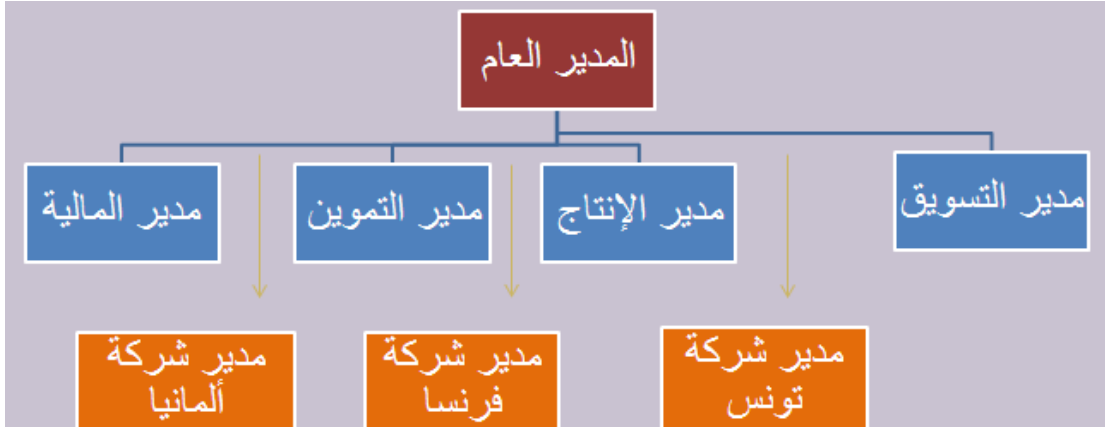 المدير العام
مدير التسويق
مدير الإنتاج
مدير التموين
مدير المالية
مدير شركة
تونس
مدير شركة
فرنسا
مدير شركة
ألمانيا